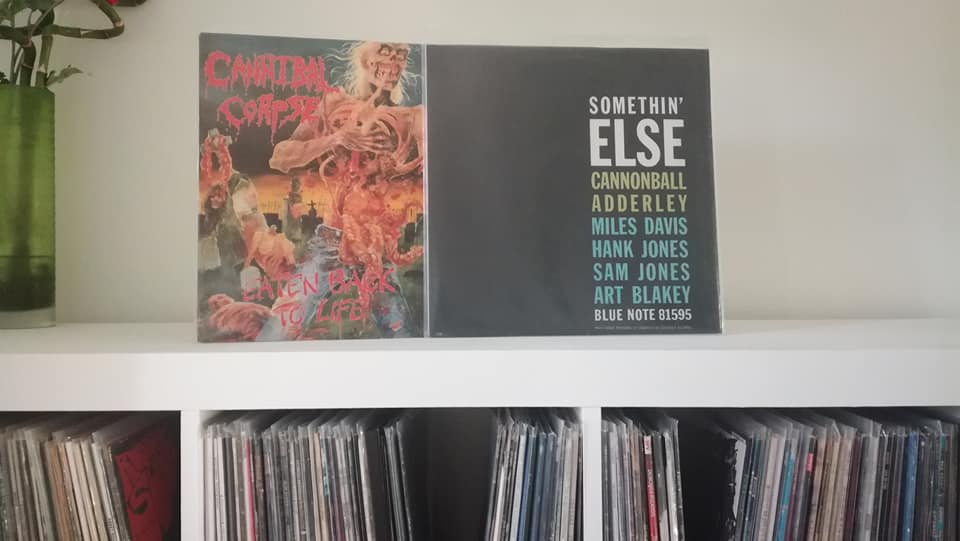 CANNIBAL
CORPSE
EATEN BACK
TO LIFE
SOMETHIN'
ELSE
CANNONBALL
ADDERLEY
MILES DAVIS
HANK JONES
SAM JONES
ART BLAKEY
BLUE NOTE 81595